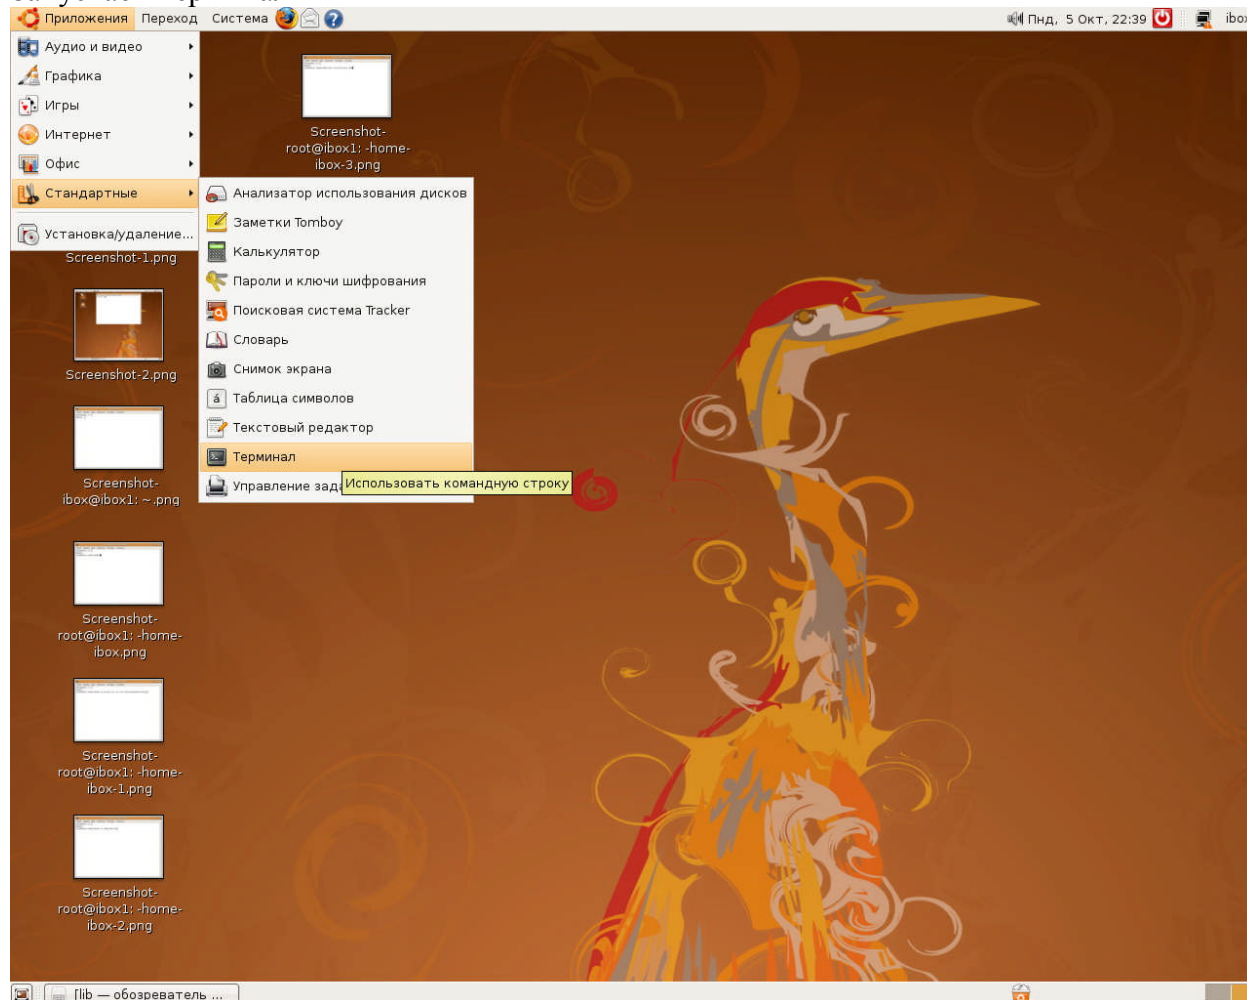 Приложения Переход Система
Пнд, 5 Окт, 22:39
Аудио и видео
Графика
Игры
Интернет
Офис
Стандартные
Установка/удаление...
Анализатор использования дисков
Заметки Tomboy
Калькулятор
Пароли и ключи шифрования
Поисковая система Tracker
Словарь
Снимок экрана
Таблица символов
Текстовый редактор
Терминал
Управление зада
Использовать командную строку
Screenshot-
root@ibox1: -home-
ibox-3.png
Screenshot-1.png
Screenshot-2.png
Screenshot-
ibox@ibox1: ~.png
Screenshot-
root@ibox1: -home-
ibox.png
Screenshot-
root@ibox1: -home-
ibox-1.png
Screenshot-
root@ibox1: -home-
ibox-2.png
[lib — обозреватель ...